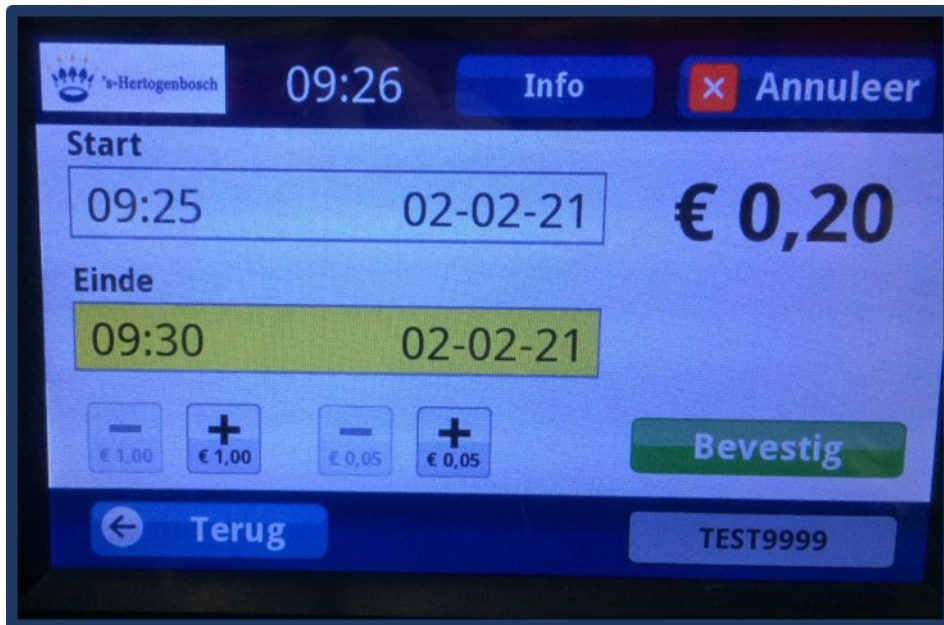 's-Hertogenbosch 09:26 Info Annuleer
Start
09:25 02-02-21 € 0,20
Einde
09:30 02-02-21
€ 1,00 € 1,00 € 0,05 € 0,05
Bevestig
Terug TEST9999